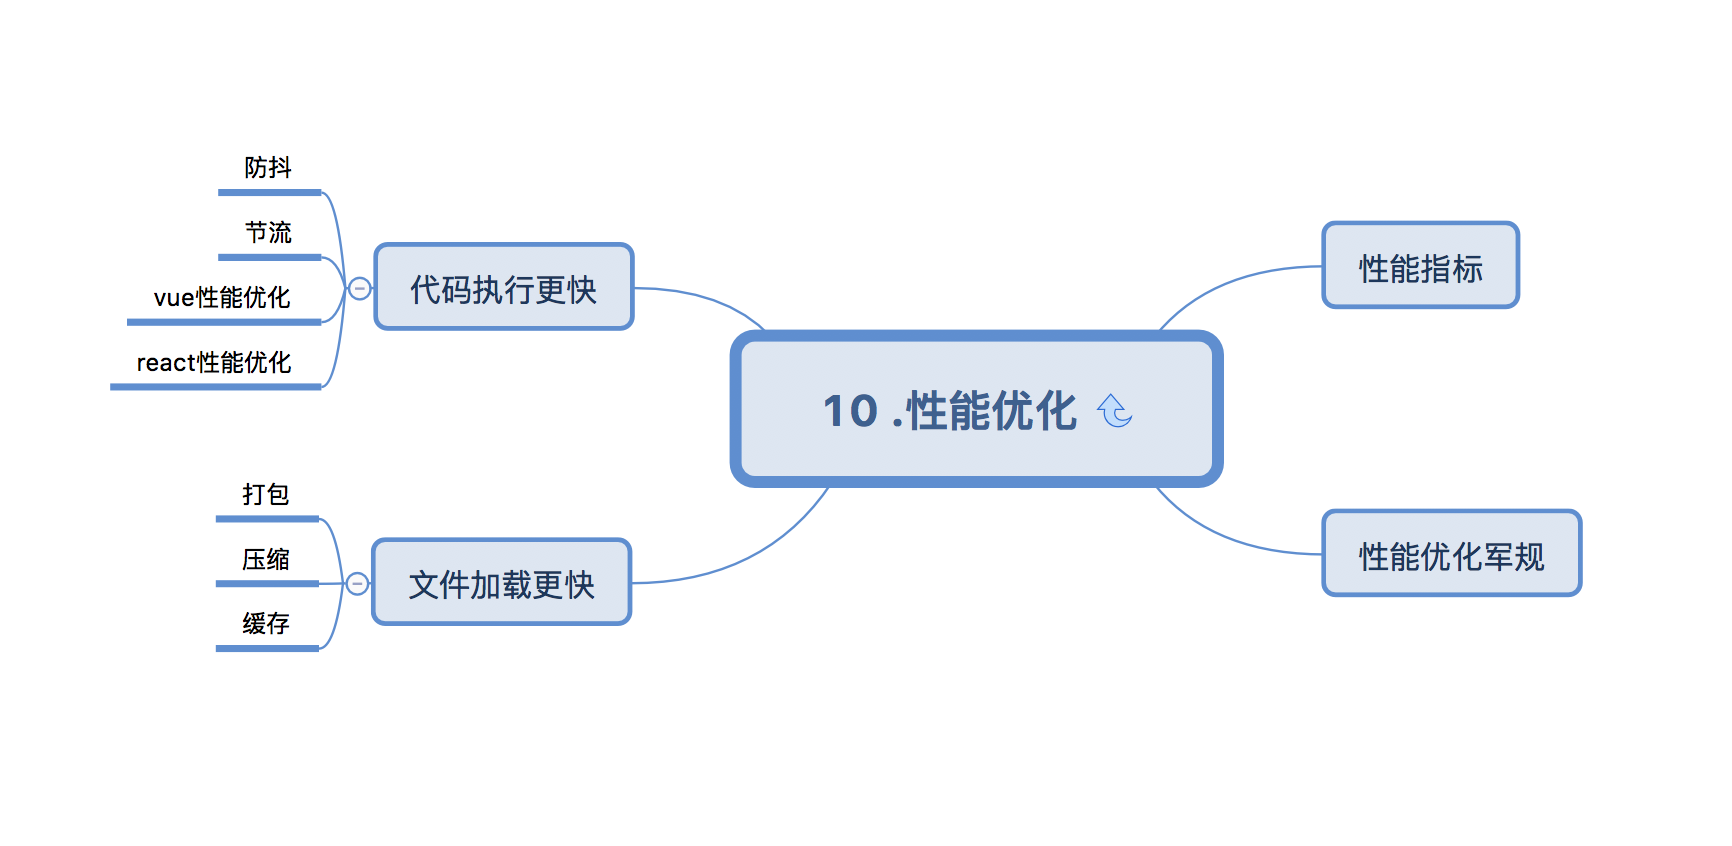 10 .性能优化
性能指标
性能优化军规
代码执行更快
防抖
节流
vue性能优化
react性能优化
文件加载更快
打包
压缩
缓存